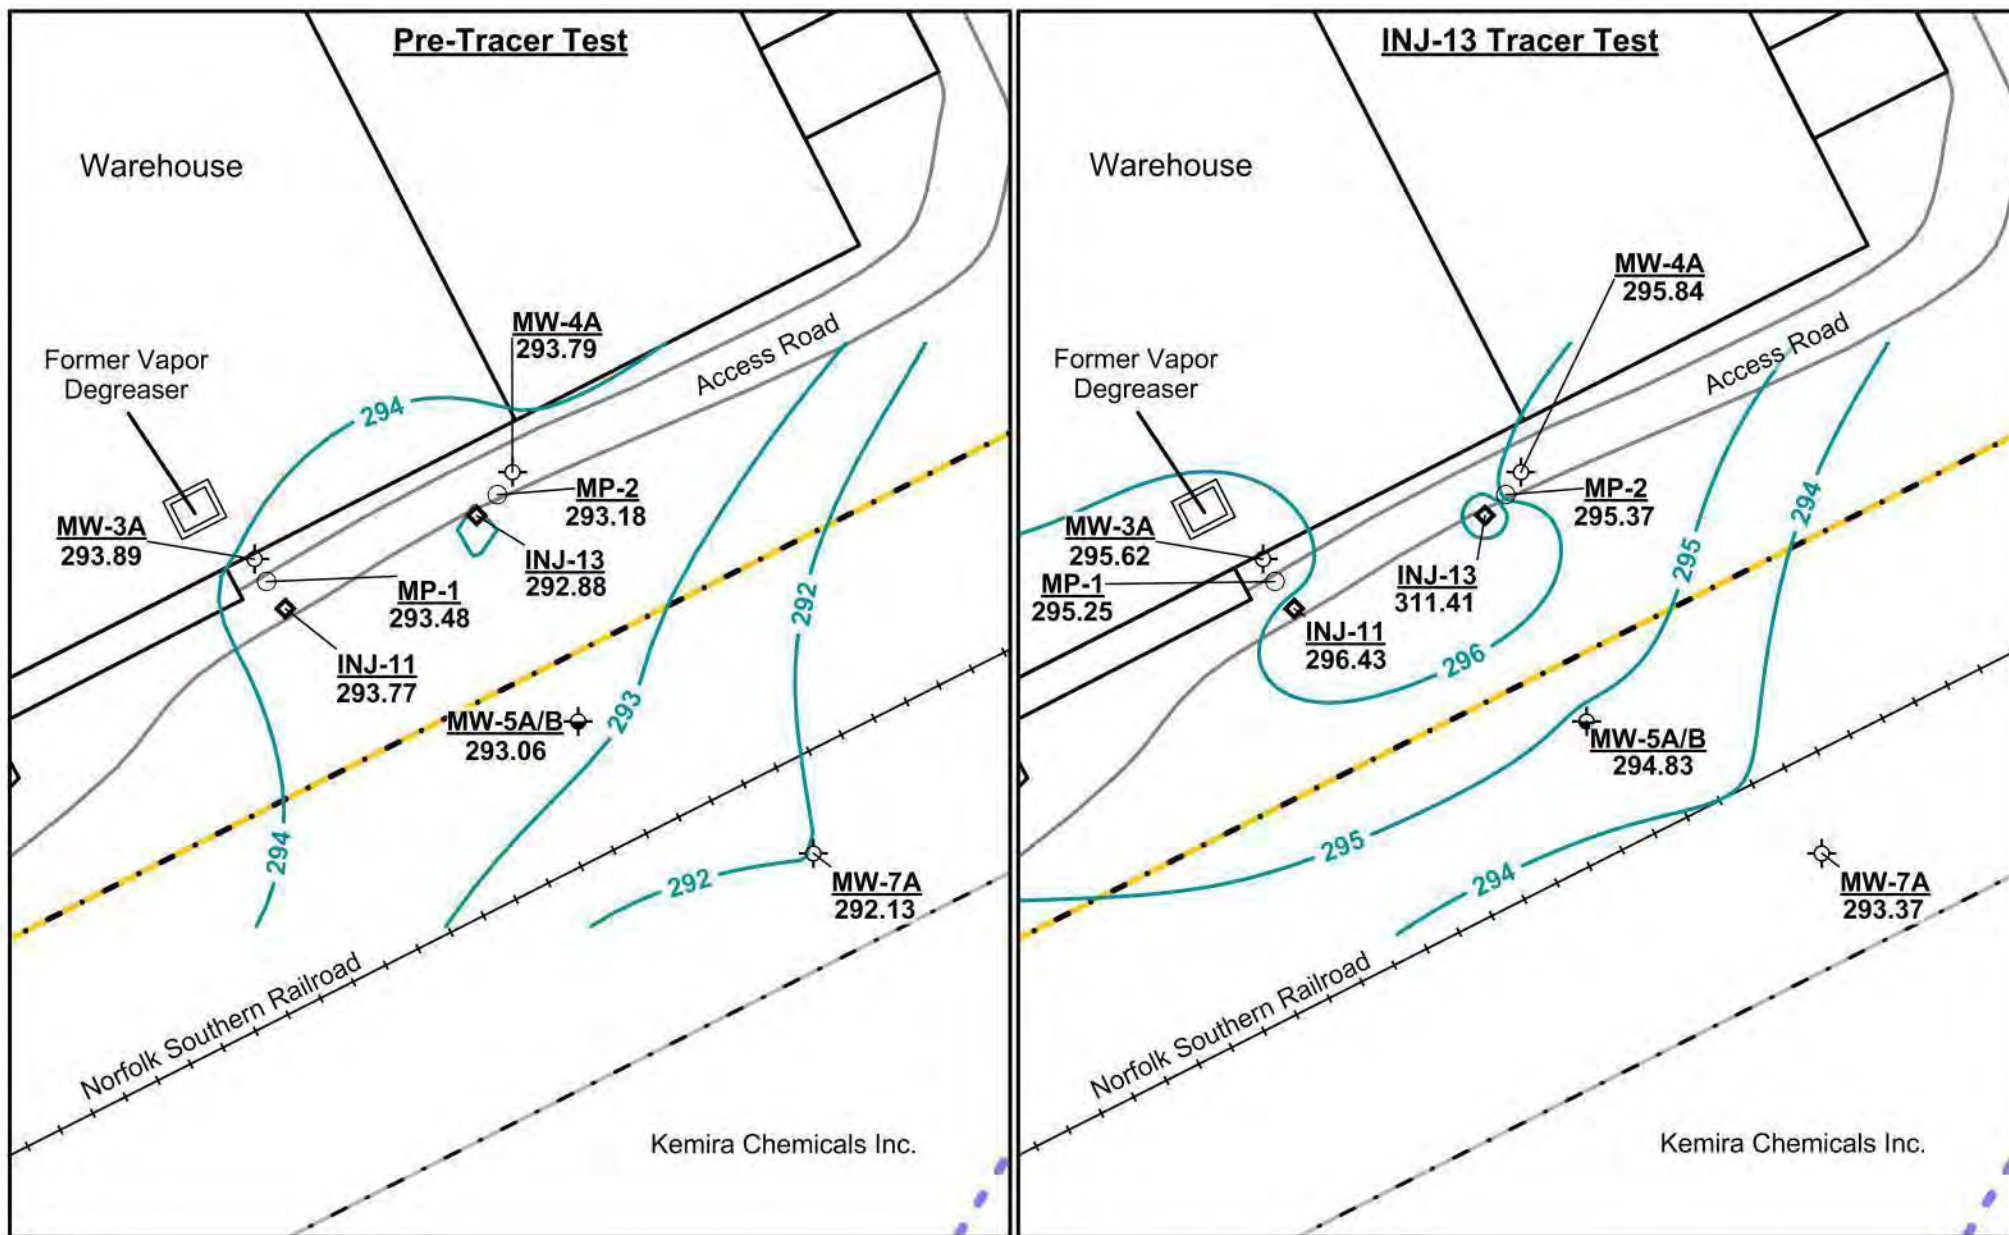 Pre-Tracer Test
Warehouse
MW-4A
293.79
Access Road
Former Vapor
Degreaser
294
MP-2
293.18
MW-3A
293.89
INJ-13
292.88
MP-1
293.48
292
INJ-11
293.77
293
MW-5A/B
293.06
294
292
MW-7A
292.13
Norfolk Southern Railroad
Kemira Chemicals Inc.
INJ-13 Tracer Test
Warehouse
MW-4A
295.84
Access Road
Former Vapor
Degreaser
MP-2
295.37
294
MW-3A
295.62
295
MP-1
295.25
INJ-13
311.41
INJ-11
296.43
296
MW-5A/B
294.83
295
294
MW-7A
293.37
Norfolk Southern Railroad
Kemira Chemicals Inc.